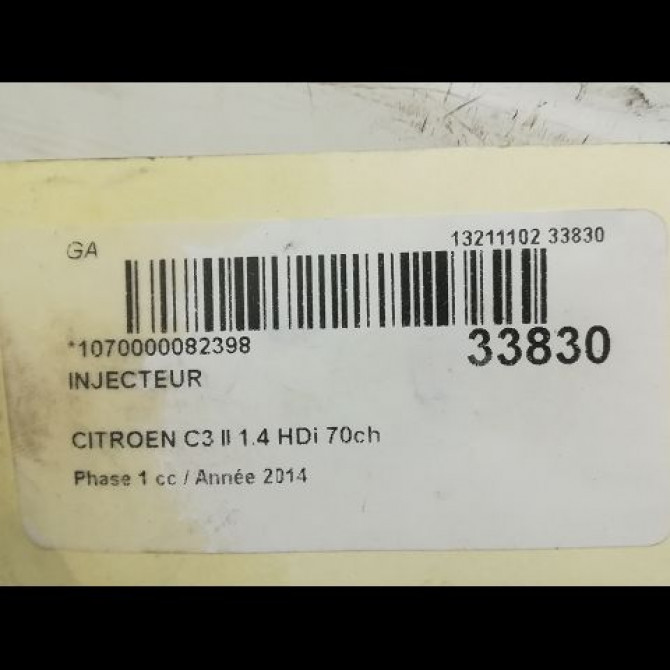 GA
13211102 33830
*1070000082398
33830
INJECTEUR
CITROEN C3 II 1.4 HDi 70ch
Phase 1 cc / Année 2014